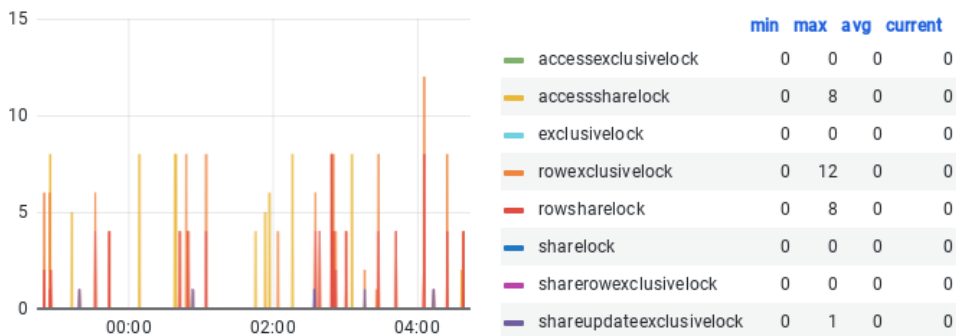 15
10
5
0
00:00 02:00 04:00
min max avg current
accessexclusivelock 0 0 0 0
accesssharelock 0 8 0 0
exclusivelock 0 0 0 0
rowexclusivelock 0 12 0 0
rowsharelock 0 8 0 0
sharelock 0 0 0 0
sharerowexclusivelock 0 0 0 0
shareupdateexclusivelock 0 1 0 0